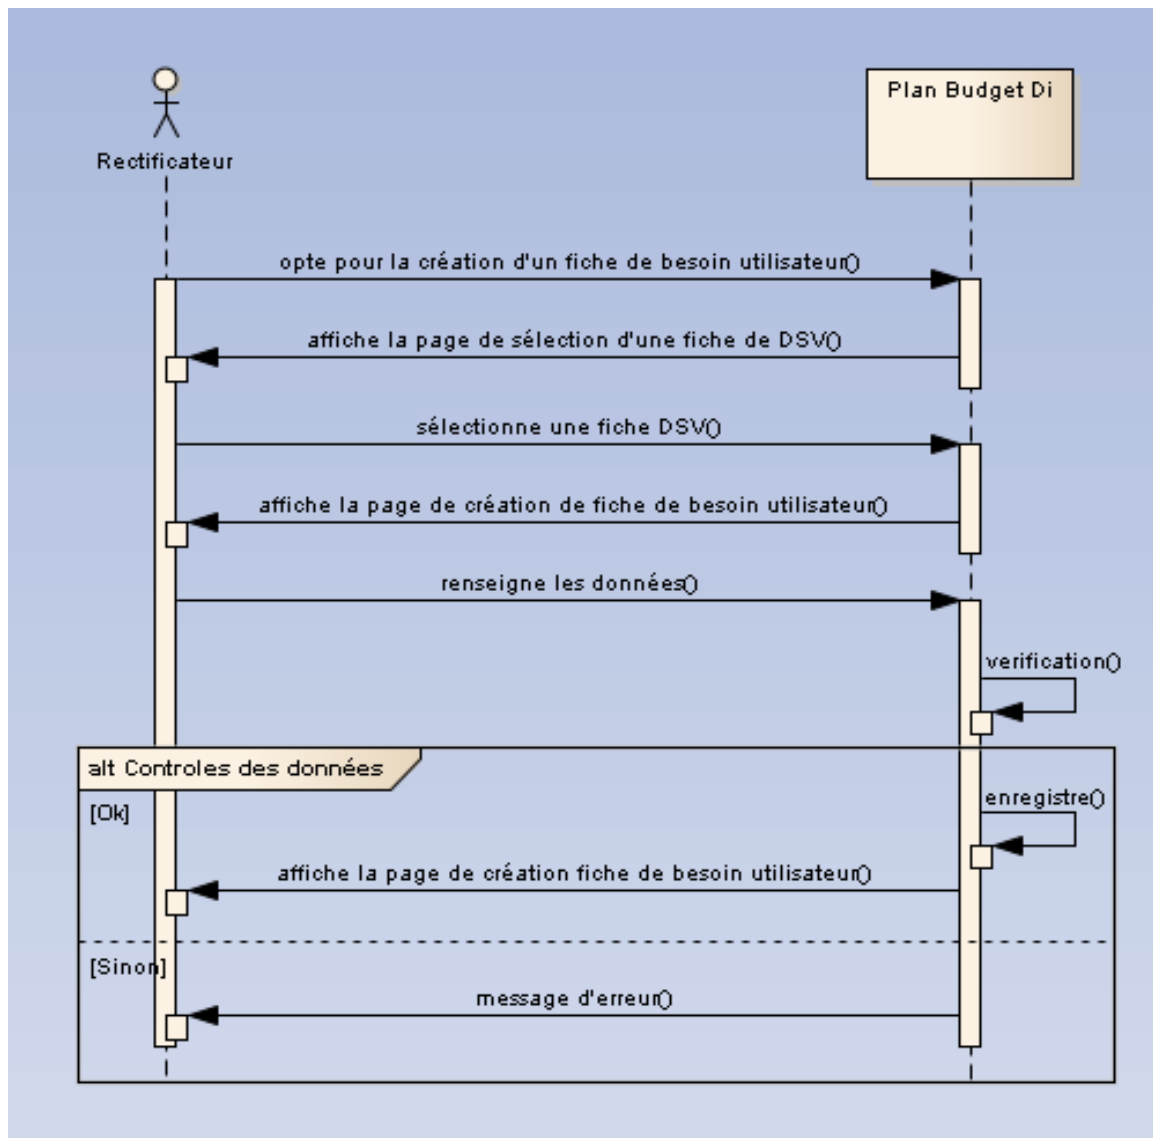 Rectificateur
Plan Budget Di
opte pour la création d'un fiche de besoin utilisateur()
affiche la page de sélection d'une fiche de DSV()
sélectionne une fiche DSV()
affiche la page de création de fiche de besoin utilisateur()
renseigne les données()
verification()
alt Controles des données
[Ok]
enregistre()
affiche la page de création fiche de besoin utilisateur()
[Sinon]
message d'erreur()